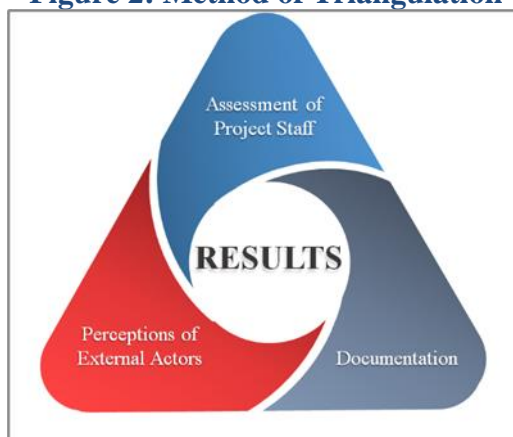 Figure 2: Method of Triangulation
Assessment of
Project Staff
RESULTS
Perceptions of
External Actors
Documentation